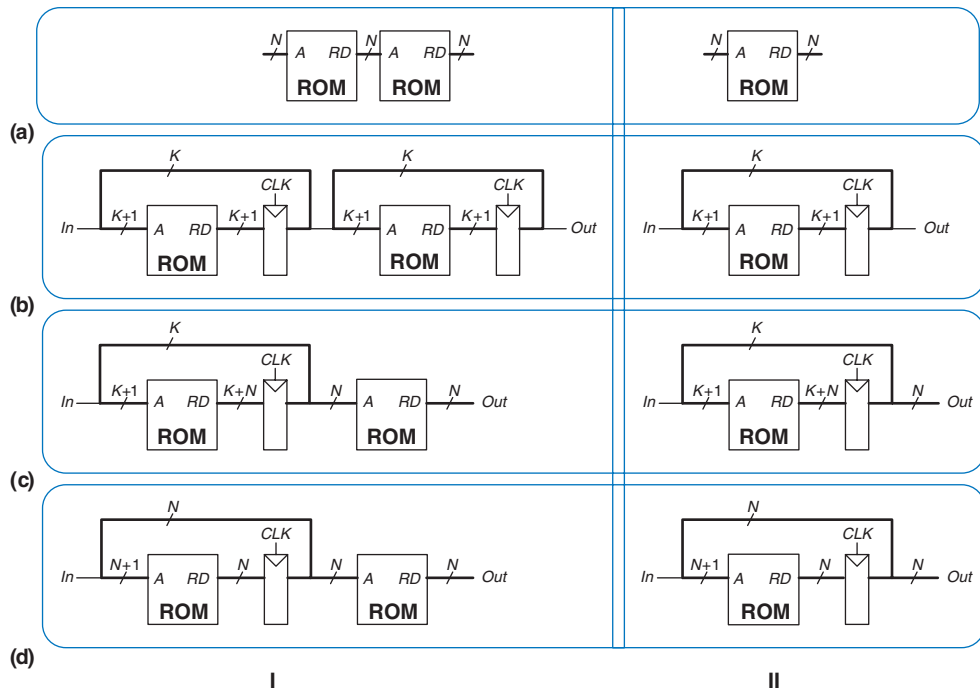 N N N N N
A RD A RD A RD
ROM ROM ROM
(a)
K K K
CLK CLK CLK
In K+1 A RD K+1 K+1 A RD K+1 Out In K+1 A RD K+1 Out
ROM ROM ROM
(b)
K K
CLK CLK
In K+1 A RD K+N N A RD N Out In K+1 A RD K+N N Out
ROM ROM ROM
(c)
N N
CLK CLK
In N+1 A RD N N A RD N Out In N+1 A RD N N Out
ROM ROM ROM
(d)
I II